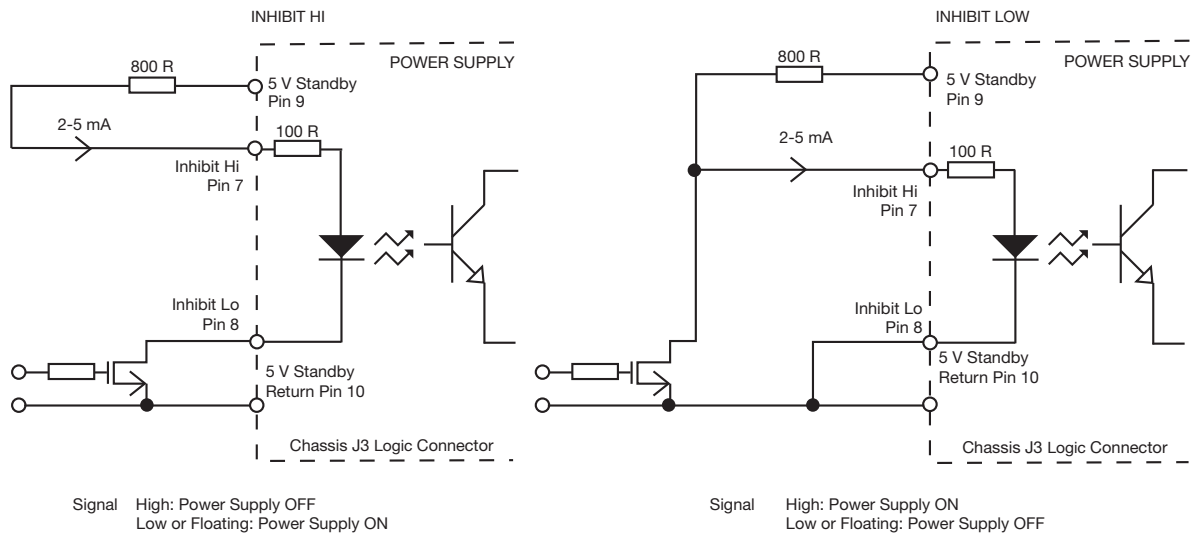 INHIBIT HI
POWER SUPPLY
800 R
5 V Standby
Pin 9
2-5 mA
100 R
Inhibit Hi
Pin 7
Inhibit Lo
Pin 8
5 V Standby
Return Pin 10
Chassis J3 Logic Connector
Signal High: Power Supply OFF
Low or Floating: Power Supply ON
INHIBIT LOW
POWER SUPPLY
800 R
5 V Standby
Pin 9
2-5 mA
100 R
Inhibit Hi
Pin 7
Inhibit Lo
Pin 8
5 V Standby
Return Pin 10
Chassis J3 Logic Connector
Signal High: Power Supply ON
Low or Floating: Power Supply OFF